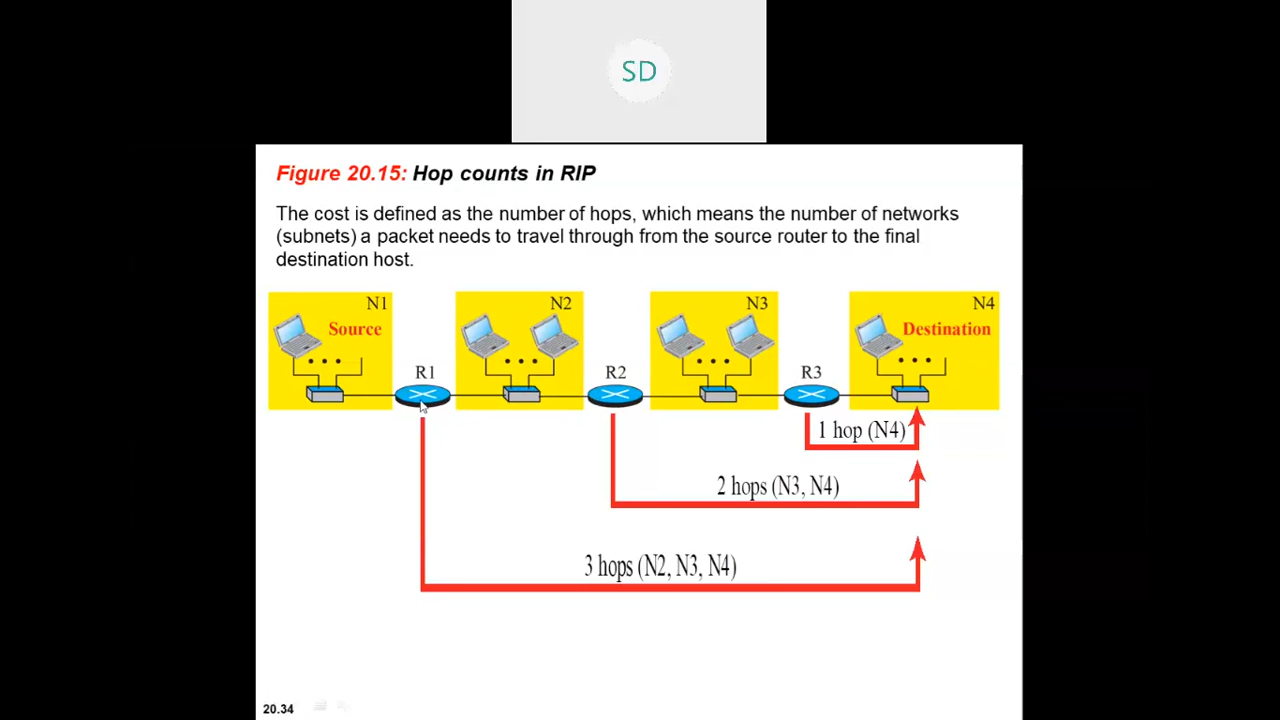 SD
Figure 20.15: Hop counts in RIP
The cost is defined as the number of hops, which means the number of networks
(subnets) a packet needs to travel through from the source router to the final
destination host.
N1 N2 N3 N4
Source Destination
R1 R2 R3
1 hop (N4)
2 hops (N3, N4)
3 hops (N2, N3, N4)
20.34